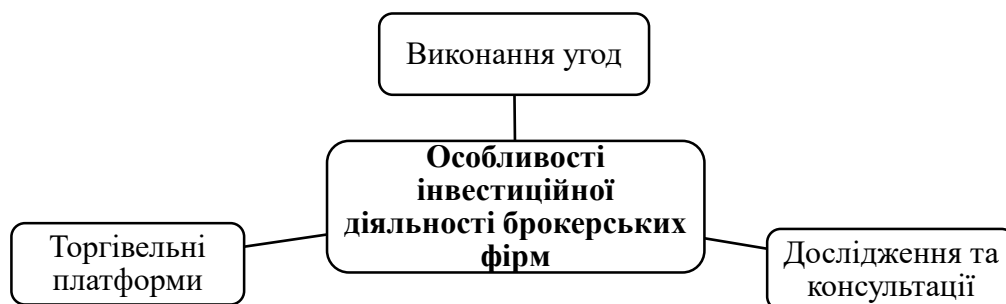 Виконання угод
Особливості
інвестиційної
діяльності брокерських
фірм
Торгівельні
платформи
Дослідження та
консультації